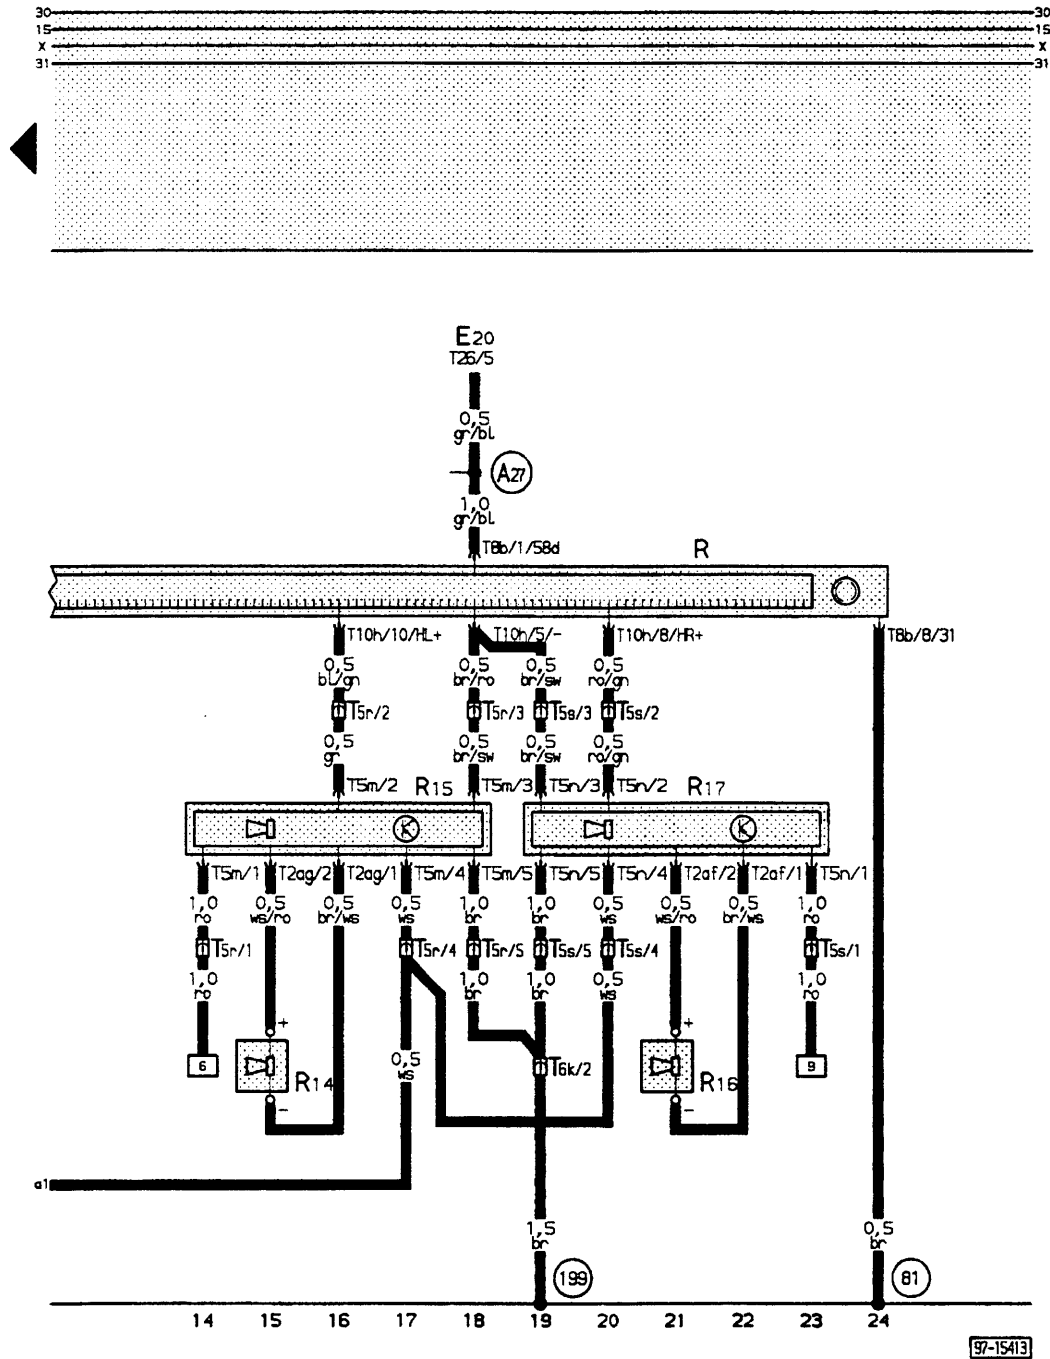 30 30
15 15
X X
31 31
E20
T26/5
0,5
gr/bl
A27
1,0
gr/bl
T8b/1/58d
R
T10h/10/HL+ T10h/5/- T10h/8/HR+ T8b/8/31
0,5 0,5 0,5 0,5
bl/gn br/ro br/sw ro/gn
T5r/2 T5r/3 T5s/3 T5s/2
0,5 0,5 0,5 0,5
gr br/sw br/sw ro/gn
T5m/2 R15 T5m/3 T5n/3 T5n/2 R17
T5m/1 T2ag/2 T2ag/1 T5m/4 T5m/5 T5n/5 T5n/4 T2af/2 T2af/1 T5n/1
1,0 0,5 0,5 0,5 1,0 1,0 0,5 0,5 0,5 1,0
ro ws/ro br/ws ws br br ws ws/ro br/ws ro
T5r/1 T5r/4 T5r/5 T5s/5 T5s/4 T5s/1
1,0 1,0 1,0 0,5 1,0
ro br br ws ro
+ +
6 R14 0,5 T6k/2 R16 9
ws
- -
a1
1,5 0,5
br br
199 81
14 15 16 17 18 19 20 21 22 23 24
97-15413